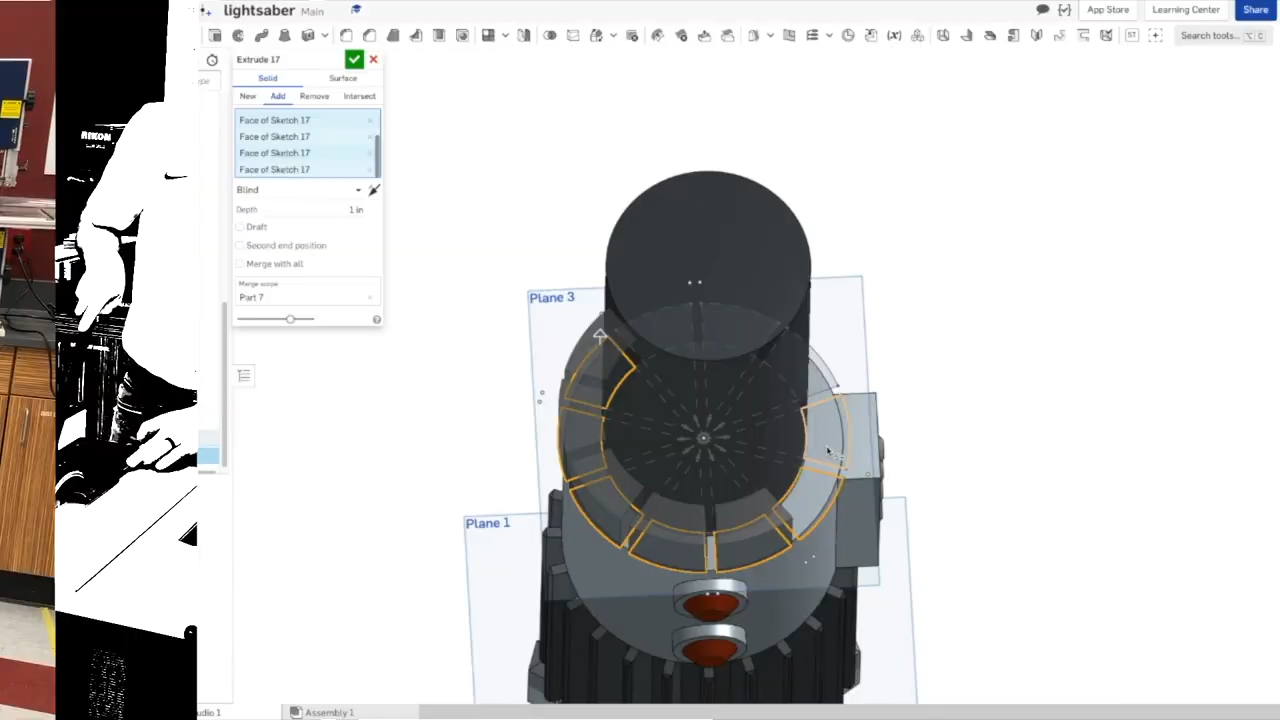 lightsaber Main
App Store
Learning Center
Share
Search tools...
Extrude 17
Solid
Surface
New
Add
Remove
Intersect
Face of Sketch 17
Face of Sketch 17
Face of Sketch 17
Face of Sketch 17
Blind
Depth
1 in
Draft
Second end position
Merge with all
Merge scope
Part 7
Plane 3
Plane 1
RIKON
Assembly 1